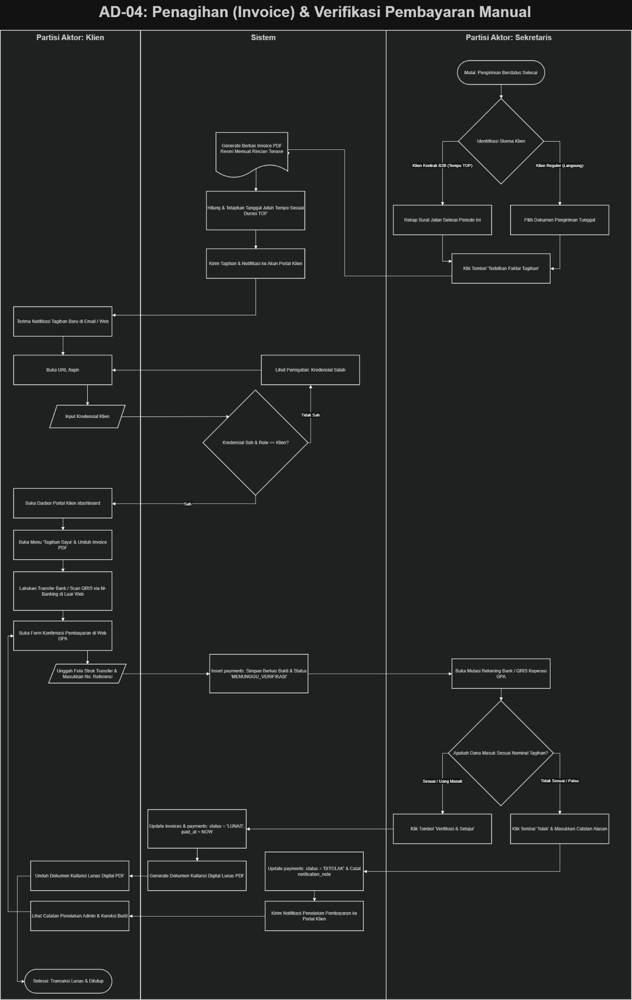 AD-04: Penagihan (Invoice) & Verifikasi Pembayaran Manual
Partisi Aktor: Klien
Sistem
Partisi Aktor: Sekretaris
Mulai: Pengiriman Berstatus Selesai
Identifikasi Skema Klien
Klien Kontrak B2B (Tempo TOP)
Klien Reguler (Langsung)
Generate Berkas Invoice PDF
Resmi Memuat Rincian Tonase
Hitung & Tetapkan Tanggal Jatuh Tempo Sesuai
Durasi TOP
Rekap Surat Jalan Selesai Periode Ini
Pilih Dokumen Pengiriman Tunggal
Kirim Tagihan & Notifikasi ke Akun Portal Klien
Klik Tombol 'Terbitkan Faktur Tagihan'
Terima Notifikasi Tagihan Baru di Email / Web
Buka URL /login
Lihat Peringatan: Kredensial Salah
Input Kredensial Klien
Tidak Sah
Kredensial Sah & Role == Klien?
Sah
Buka Dasbor Portal Klien /dashboard
Buka Menu 'Tagihan Saya' & Unduh Invoice
PDF
Lakukan Transfer Bank / Scan QRIS via M-
Banking di Luar Web
Buka Form Konfirmasi Pembayaran di Web
GPA
Unggah Foto Struk Transfer &
Masukkan No. Referensi
Insert payments: Simpan Berkas Bukti & Status
'MENUNGGU_VERIFIKASI'
Buka Mutasi Rekening Bank / QRIS Koperasi
GPA
Apakah Dana Masuk Sesuai Nominal Tagihan?
Sesuai / Uang Masuk
Tidak Sesuai / Palsu
Update invoices & payments: status = 'LUNAS',
paid_at = NOW
Klik Tombol 'Verifikasi & Setujui'
Klik Tombol 'Tolak' & Masukkan Catatan Alasan
Unduh Dokumen Kuitansi Lunas Digital PDF
Generate Dokumen Kuitansi Digital Lunas PDF
Update payments: status = 'DITOLAK' & Catat
verification_note
Lihat Catatan Penolakan Admin & Koreksi Bukti
Kirim Notifikasi Penolakan Pembayaran ke
Portal Klien
Selesai: Transaksi Lunas & Ditutup